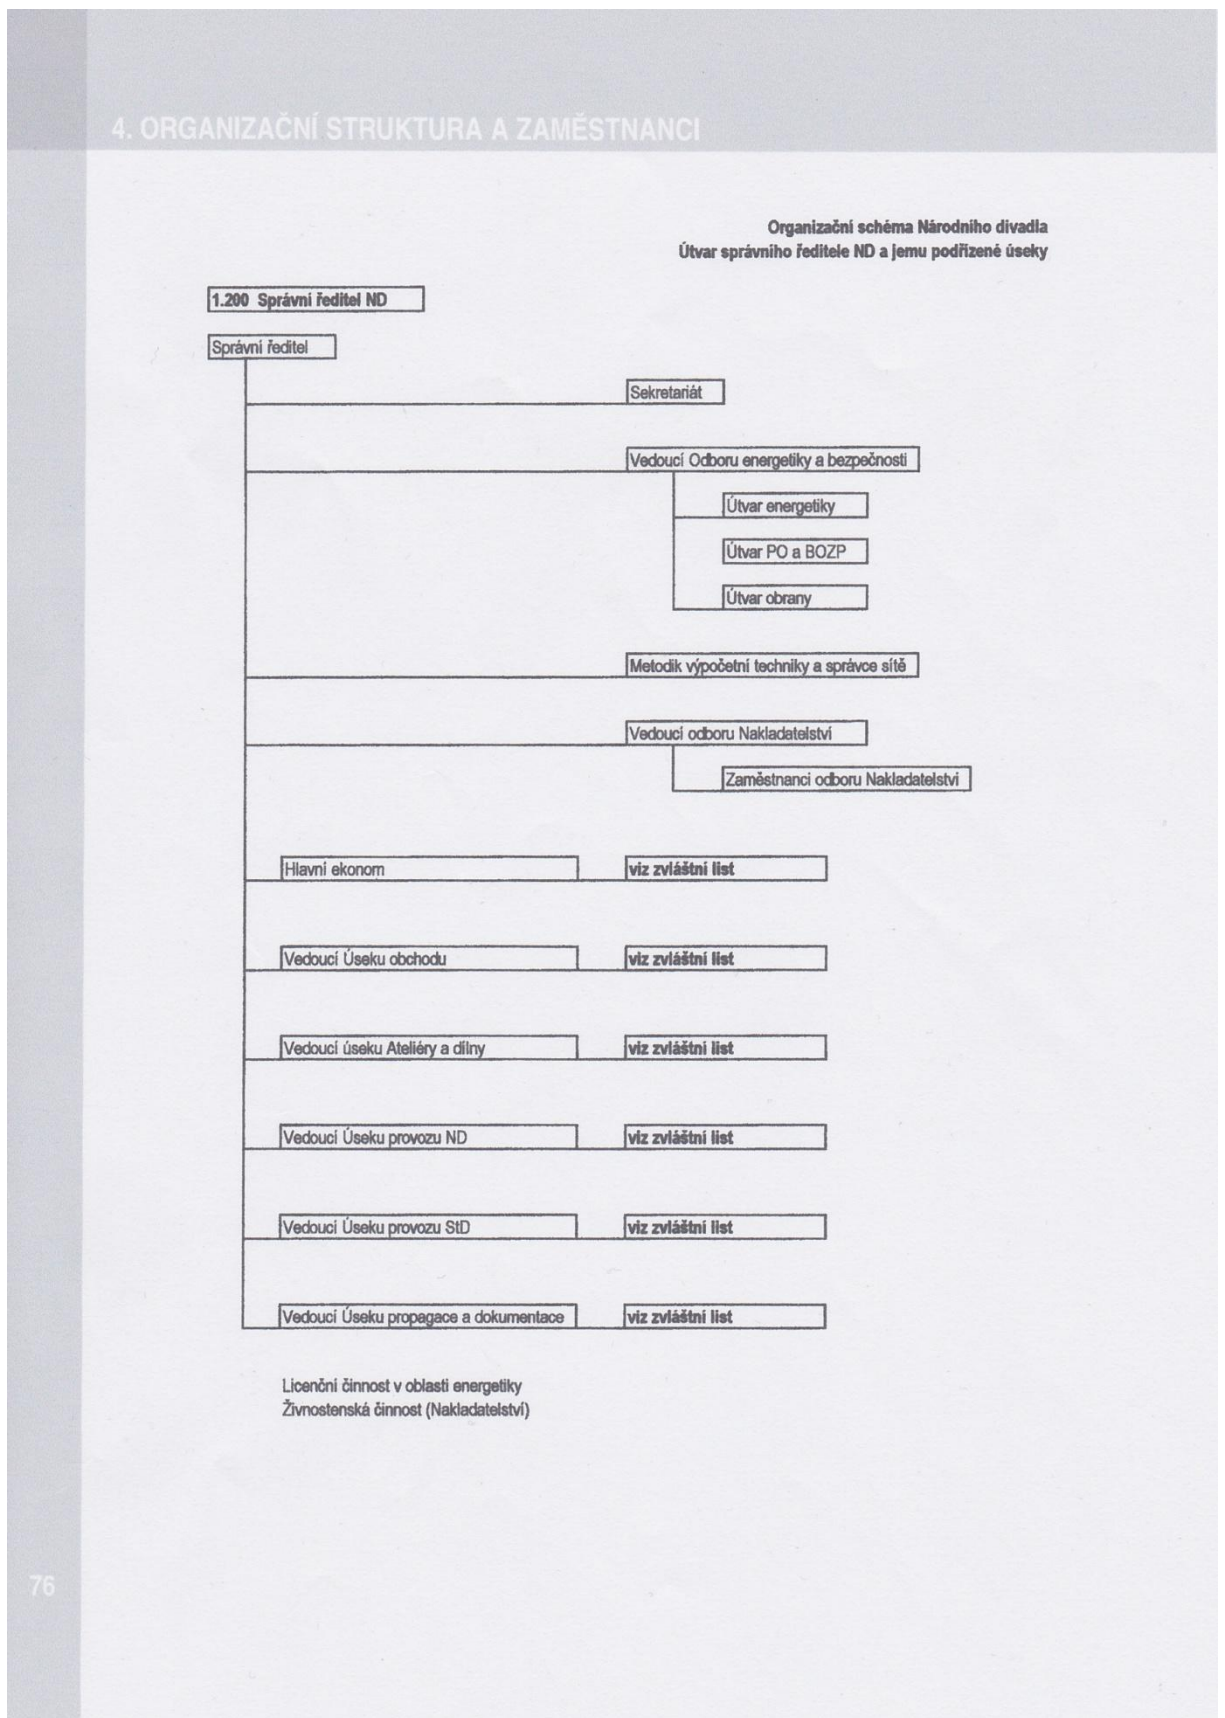 4. ORGANIZAČNÍ STRUKTURA A ZAMĚSTNANCI
Organizační schéma Národního divadla
Útvar správního ředitele ND a jemu podřízené úseky
1.200 Správní ředitel ND
Správní ředitel
Sekretariát
Vedoucí Odboru energetiky a bezpečnosti
Útvar energetiky
Útvar PO a BOZP
Útvar obrany
Metodik výpočetní techniky a správce sítě
Vedoucí odboru Nakladatelství
Zaměstnanci odboru Nakladatelství
Hlavní ekonom viz zvláštní list
Vedoucí Úseku obchodu viz zvláštní list
Vedoucí úseku Ateliéry a dílny viz zvláštní list
Vedoucí Úseku provozu ND viz zvláštní list
Vedoucí Úseku provozu StD viz zvláštní list
Vedoucí Úseku propagace a dokumentace viz zvláštní list
Licenční činnost v oblasti energetiky
Živnostenská činnost (Nakladatelství)
76